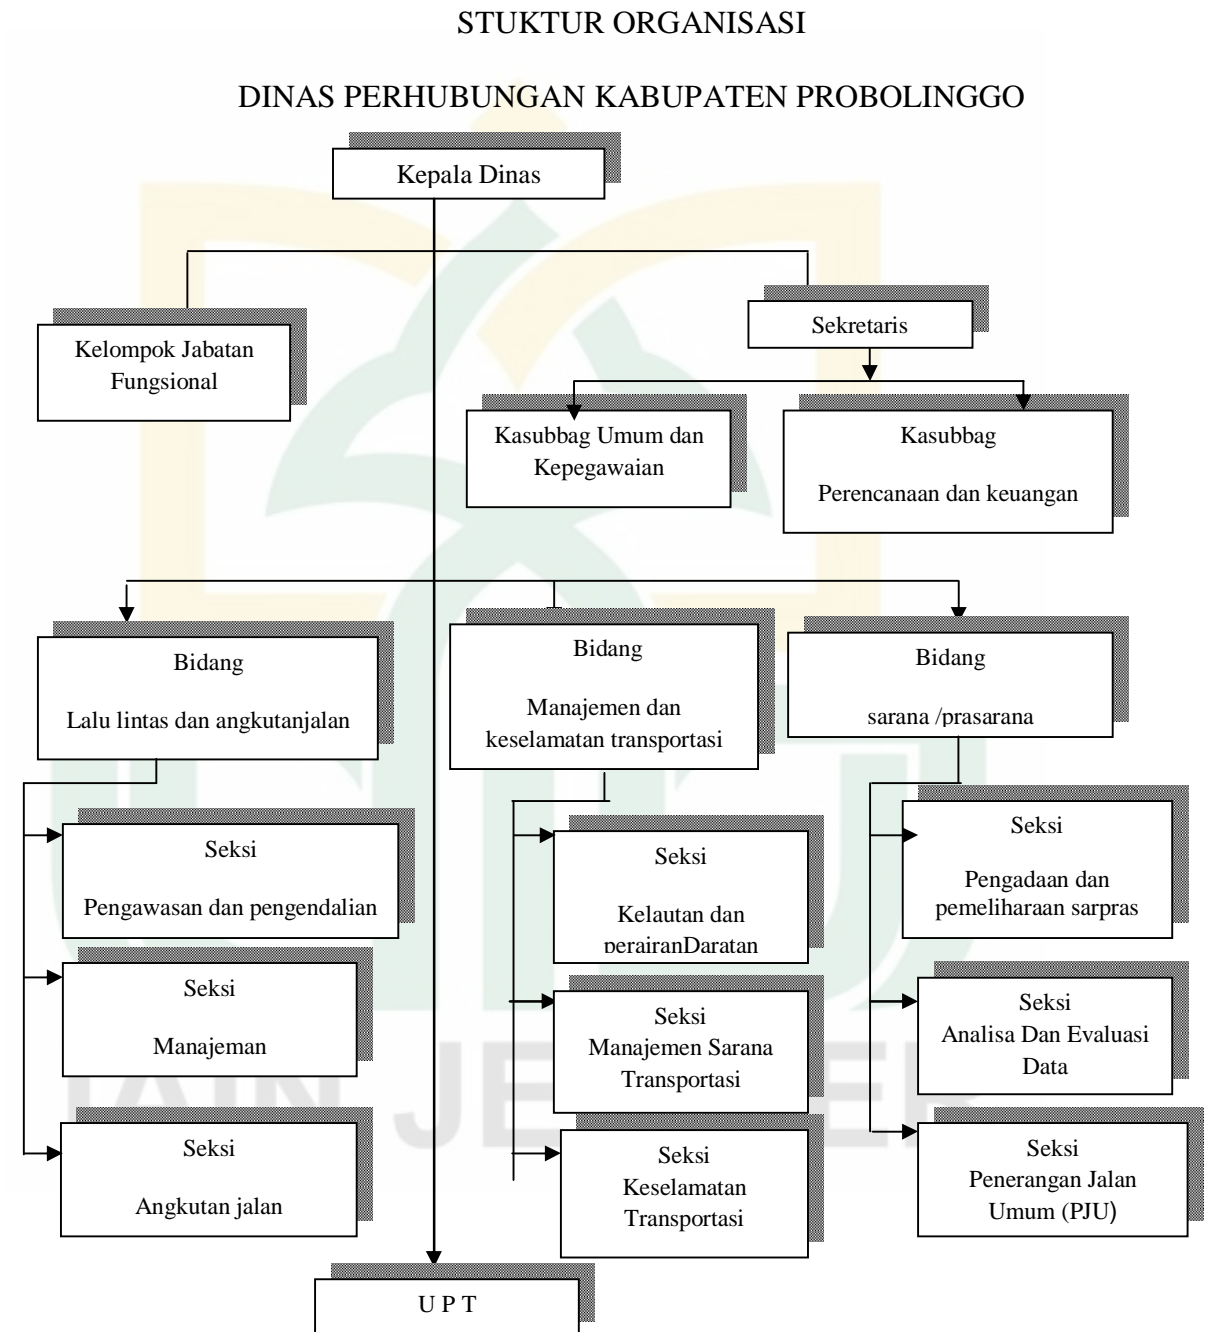 STUKTUR ORGANISASI
DINAS PERHUBUNGAN KABUPATEN PROBOLINGGO
Kepala Dinas
Kelompok Jabatan
Fungsional
Sekretaris
Kasubbag Umum dan
Kepegawaian
Kasubbag
Perencanaan dan keuangan
Bidang
Lalu lintas dan angkutanjalan
Bidang
Manajemen dan
keselamatan transportasi
Bidang
sarana /prasarana
Seksi
Pengawasan dan pengendalian
Seksi
Manajeman
Seksi
Angkutan jalan
Seksi
Kelautan dan
perairanDaratan
Seksi
Manajemen Sarana
Transportasi
Seksi
Keselamatan
Transportasi
Seksi
Pengadaan dan
pemeliharaan sarpras
Seksi
Analisa Dan Evaluasi
Data
Seksi
Penerangan Jalan
Umum (PJU)
U P T
IAIN JEMBER